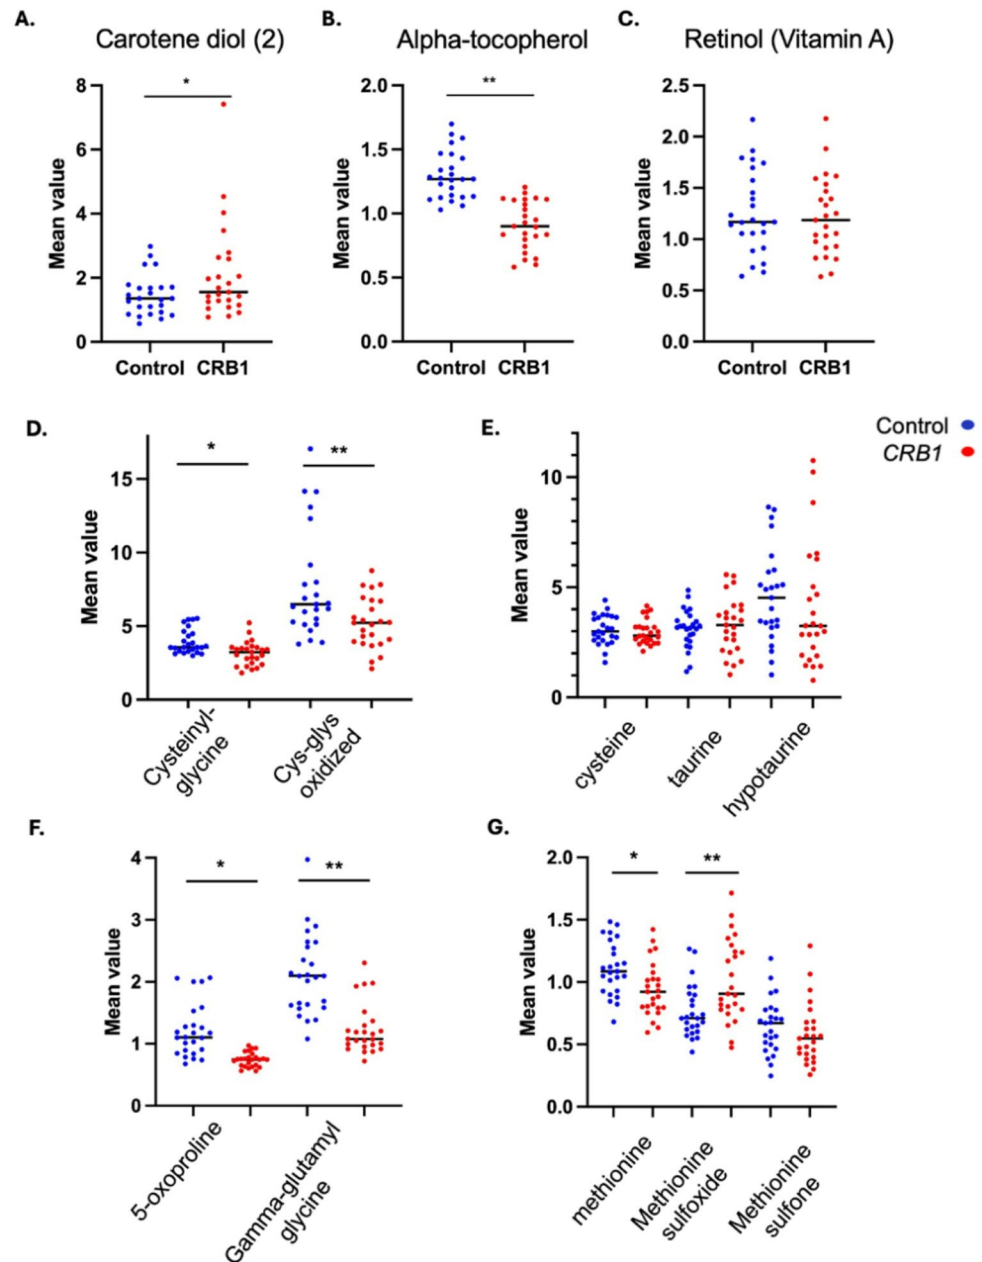 A.
Carotene diol (2)
*
8
6
4
2
0
Mean value
Control CRB1
B.
Alpha-tocopherol
**
2.0
1.5
1.0
0.5
0.0
Mean value
Control CRB1
C.
Retinol (Vitamin A)
2.5
2.0
1.5
1.0
0.5
0.0
Mean value
Control CRB1
Control
CRB1
D.
*
**
15
10
5
0
Mean value
Cysteinyl-
glycine
Cys-glys
oxidized
E.
10
5
0
Mean value
cysteine
taurine
hypotaurine
F.
*
**
4
3
2
1
0
Mean value
5-oxoproline
Gamma-glutamyl
glycine
G.
*
**
2.0
1.5
1.0
0.5
0.0
Mean value
methionine
Methionine
sulfoxide
Methionine
sulfone